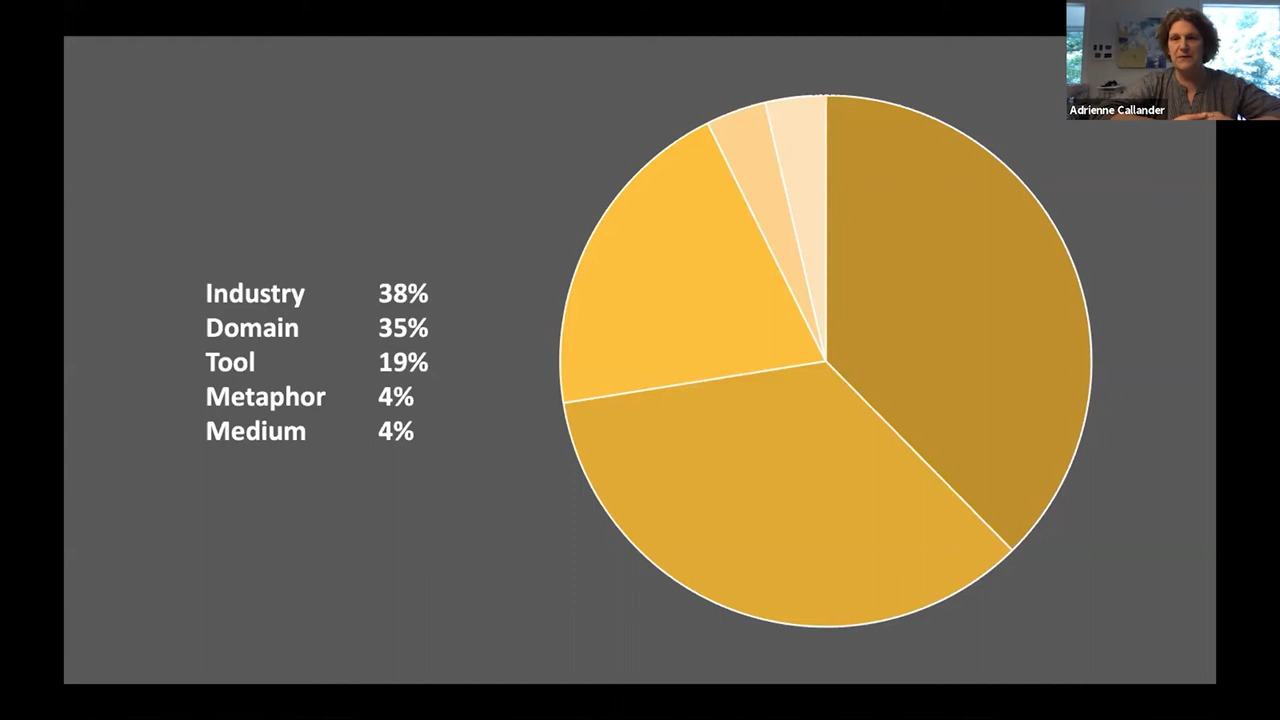 Adrienne Callander
Industry 38%
Domain 35%
Tool 19%
Metaphor 4%
Medium 4%